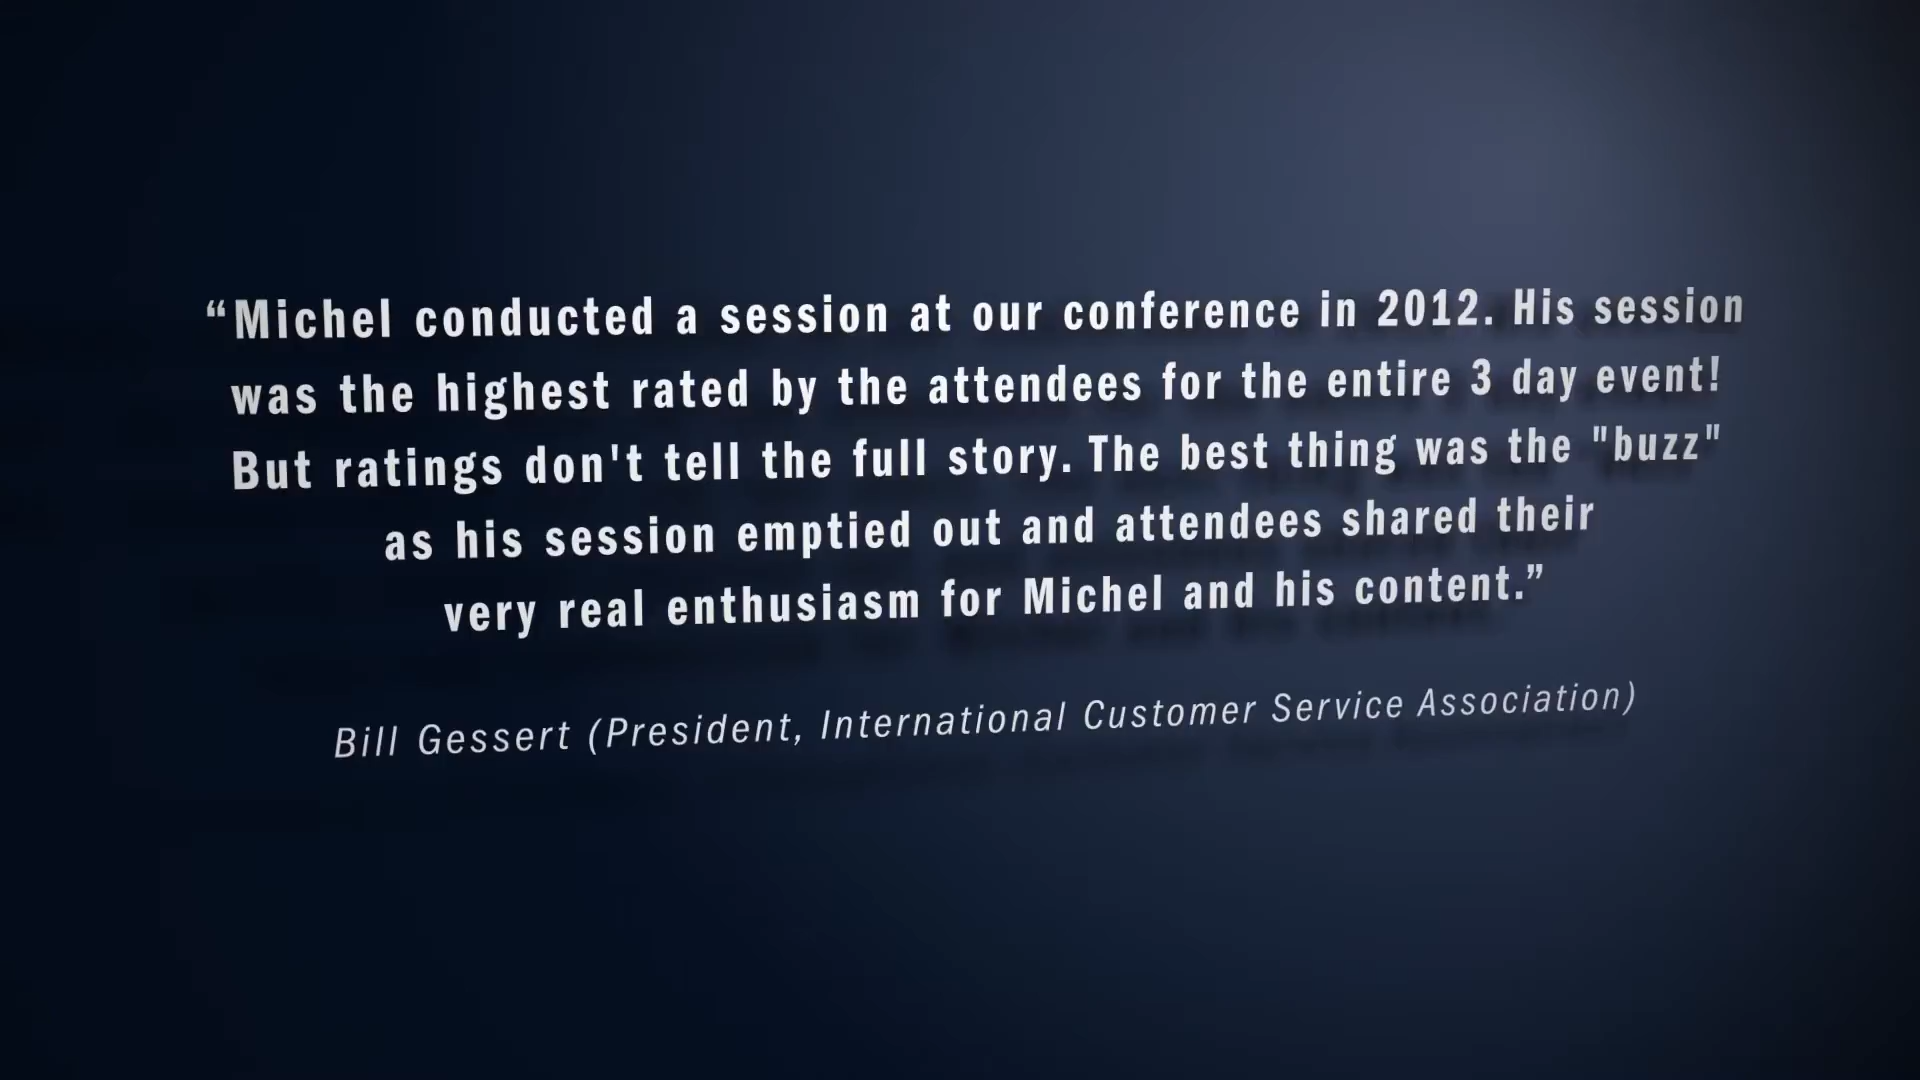 “Michel conducted a session at our conference in 2012. His session
was the highest rated by the attendees for the entire 3 day event!
But ratings don't tell the full story. The best thing was the "buzz"
as his session emptied out and attendees shared their
very real enthusiasm for Michel and his content.”
Bill Gessert (President, International Customer Service Association)